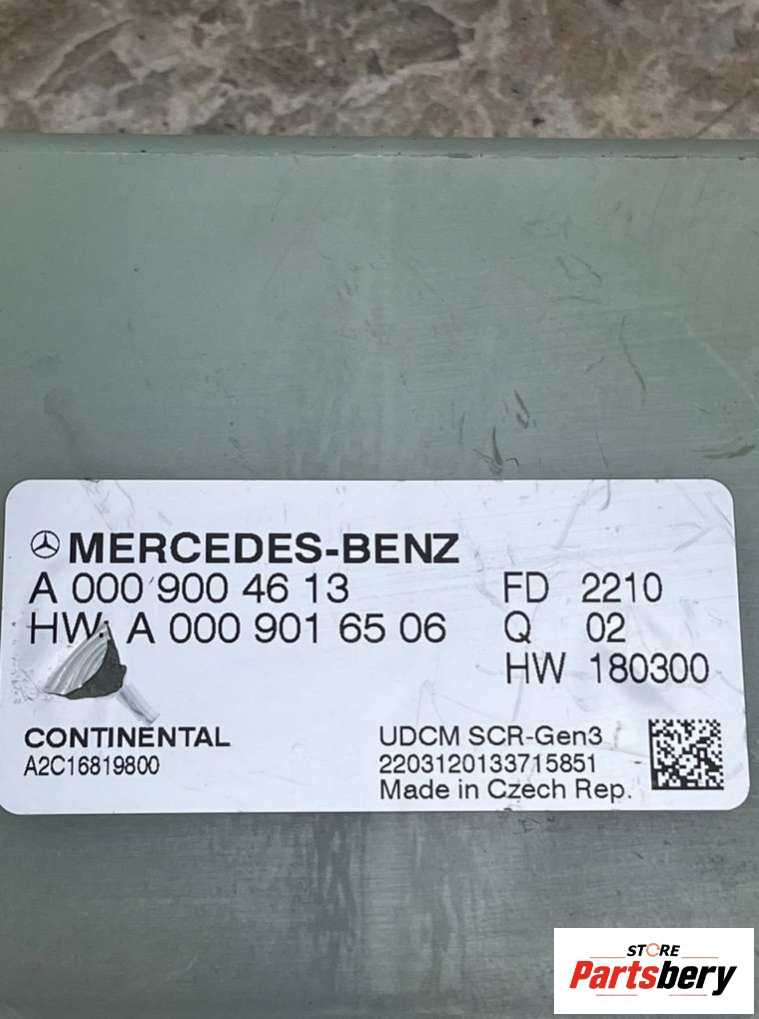 MERCEDES-BENZ
A 000 900 46 13
HW: A 000 901 65 06
FD 2210
Q 02
HW 180300
CONTINENTAL
A2C16819800
UDCM SCR-Gen3
2203120133715851
Made in Czech Rep.
STORE
Partsbery